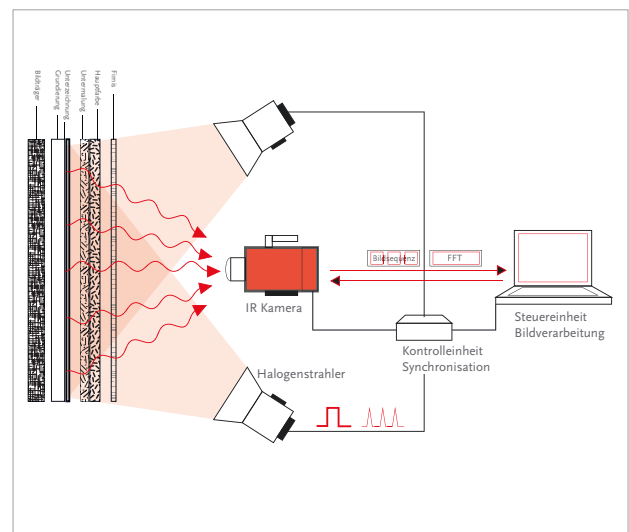 Bildträger
Grundierung
Unterzeichnung
Untermalung
Hauptfarbe
Firnis
Bildsequenz
FFT
IR Kamera
Steuereinheit
Bildverarbeitung
Kontrolleinheit
Synchronisation
Halogenstrahler